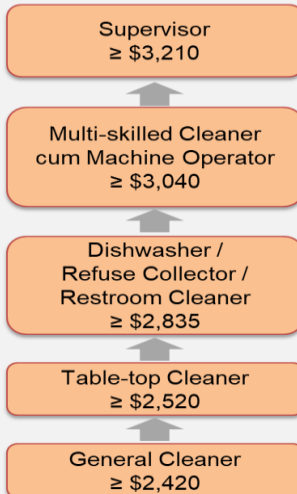 Supervisor
≥ $3,210
Multi-skilled Cleaner
cum Machine Operator
≥ $3,040
Dishwasher /
Refuse Collector /
Restroom Cleaner
≥ $2,835
Table-top Cleaner
≥ $2,520
General Cleaner
≥ $2,420